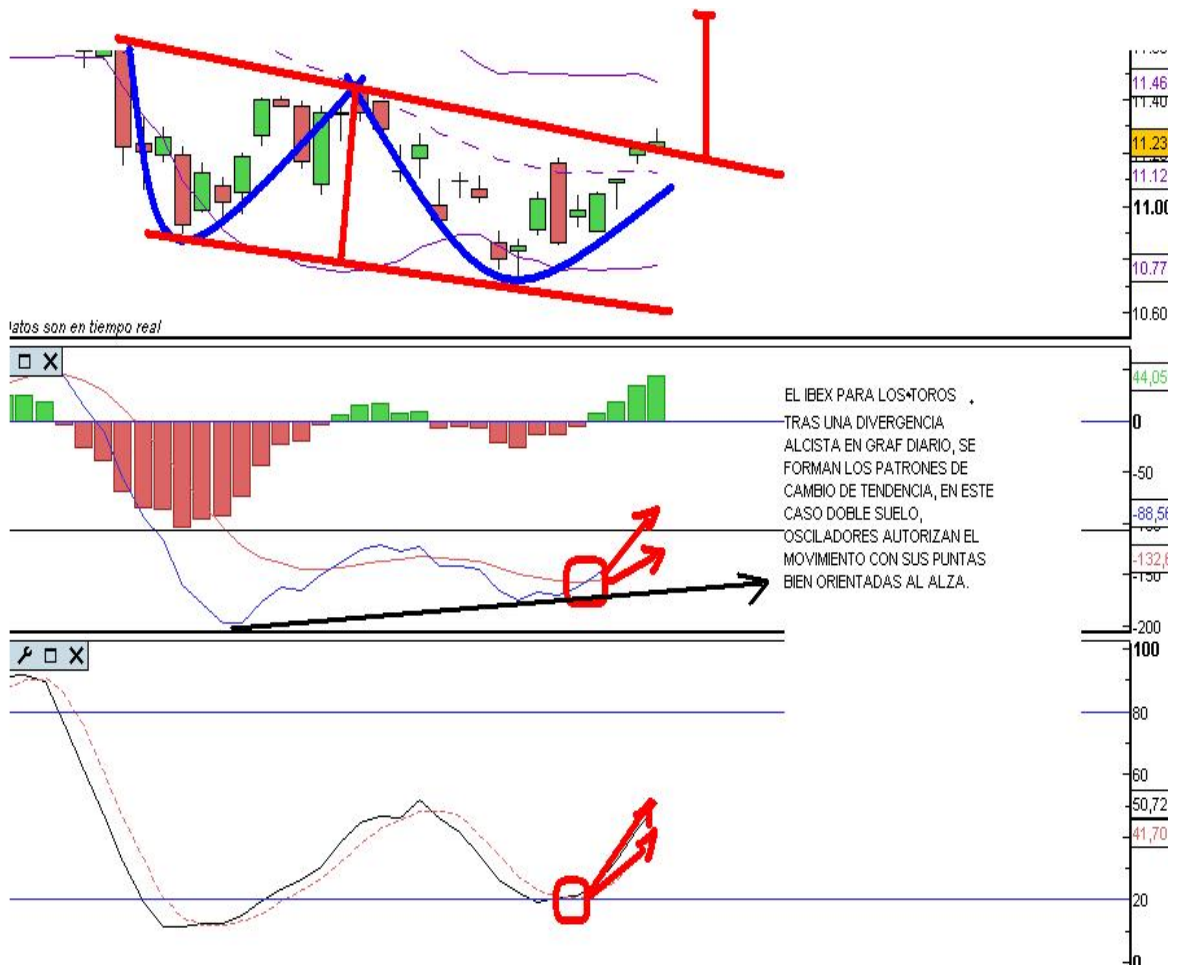 11.46
11.40
11.23
11.12
11.00
10.77
10.60
Datos son en tiempo real
44,05
0
-50
-88,56
-132,6
-150
-200
EL IBEX PARA LOS TOROS .
TRAS UNA DIVERGENCIA
ALCISTA EN GRAF DIARIO, SE
FORMAN LOS PATRONES DE
CAMBIO DE TENDENCIA, EN ESTE
CASO DOBLE SUELO,
OSCILADORES AUTORIZAN EL
MOVIMIENTO CON SUS PUNTAS
BIEN ORIENTADAS AL ALZA.
100
80
60
50,72
41,70
20
0